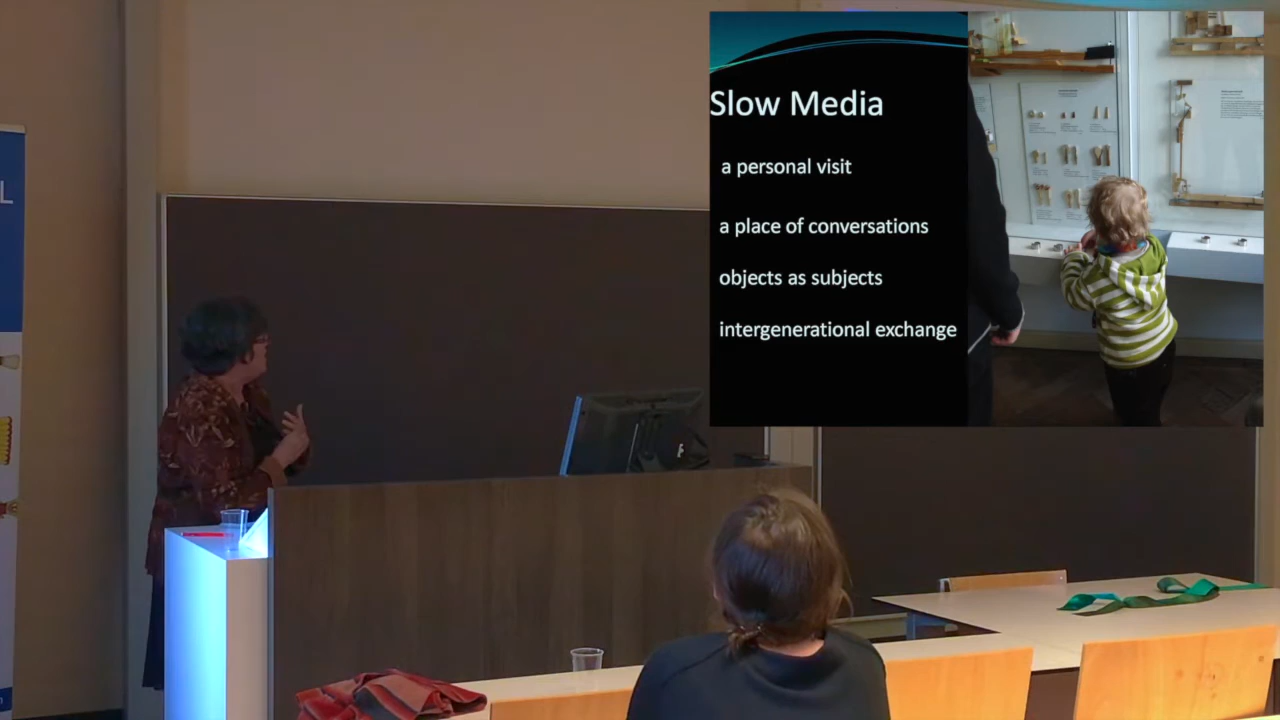 L
Slow Media
a personal visit
a place of conversations
objects as subjects
intergenerational exchange